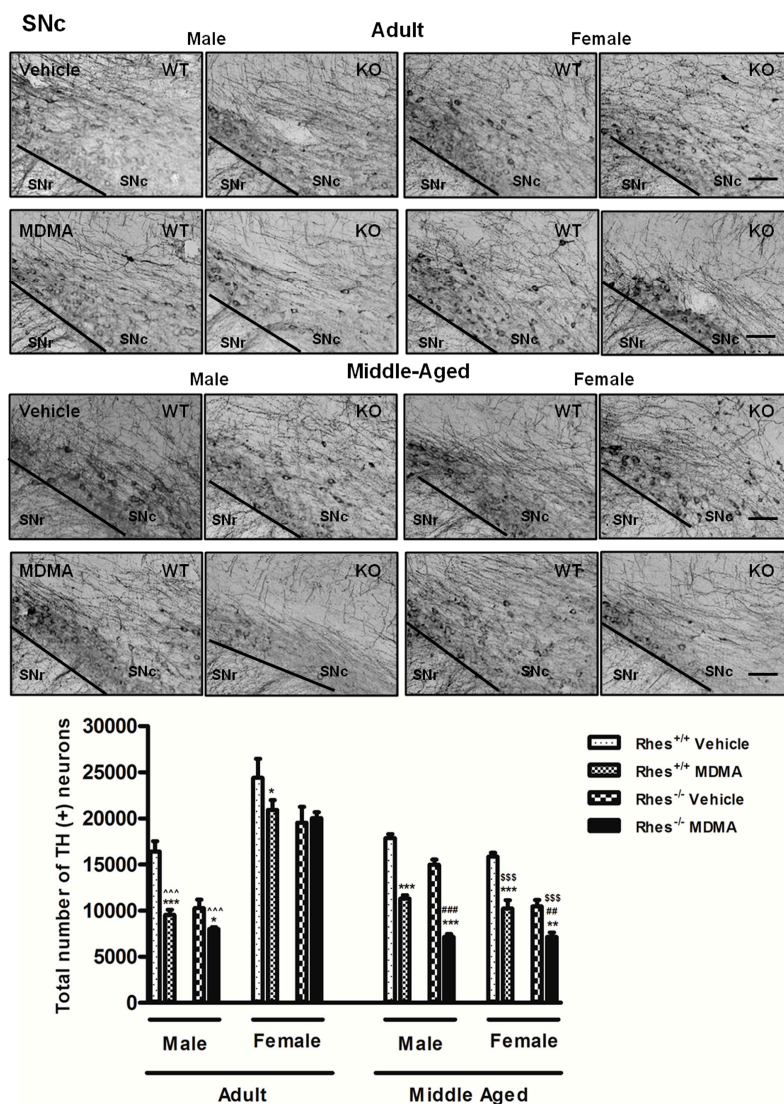 SNc
Male Adult Female
Vehicle WT KO WT KO
SNr SNc SNr SNc SNr SNc SNr SNc
MDMA WT KO WT KO
SNr SNc SNr SNc SNr SNc SNr SNc
Male Middle-Aged Female
Vehicle WT KO WT KO
SNr SNc SNr SNc SNr SNc SNr SNc
MDMA WT KO WT KO
SNr SNc SNr SNc SNr SNc SNr SNc
Total number of TH (+) neurons
30000
25000
20000
15000
10000
5000
0
^^^
***
^^^
*
*
***
###
***
$$$
***
$$$
##
**
Rhes+/+ Vehicle
Rhes+/+ MDMA
Rhes-/- Vehicle
Rhes-/- MDMA
Male Female Male Female
Adult Middle Aged